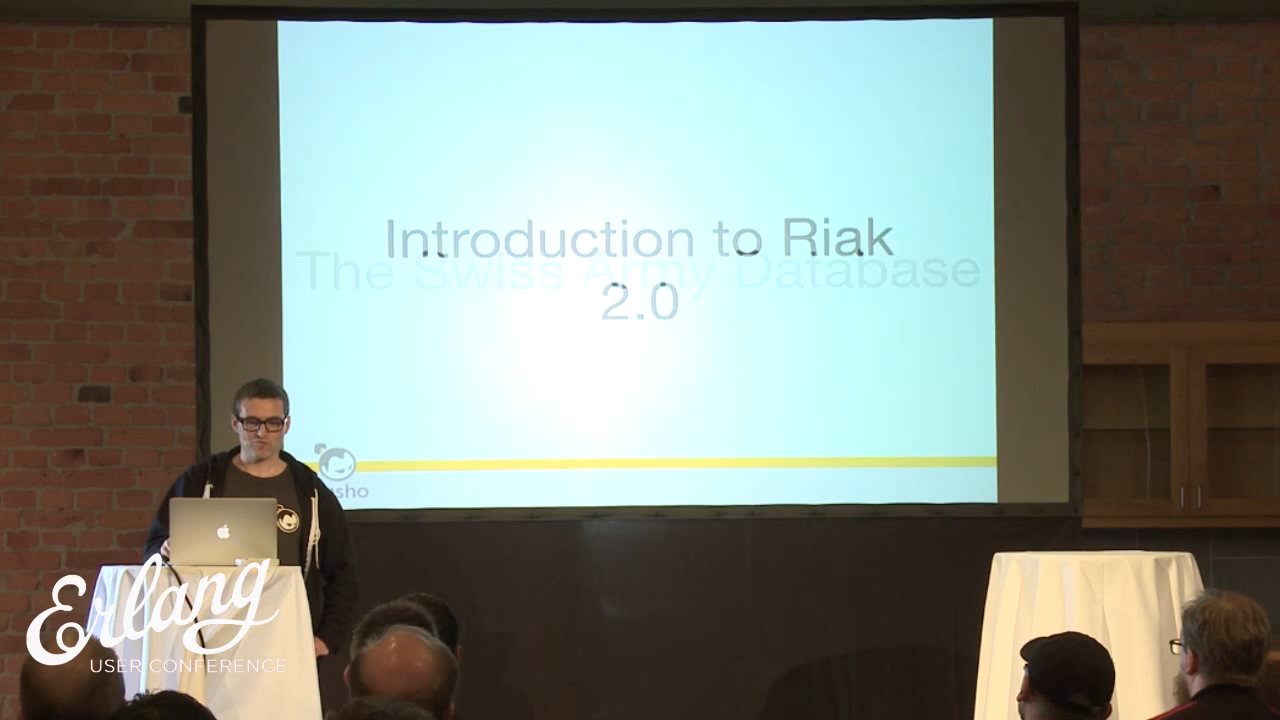 Introduction to Riak
The Swiss Army Database
2.0
Erlang
USER CONFERENCE